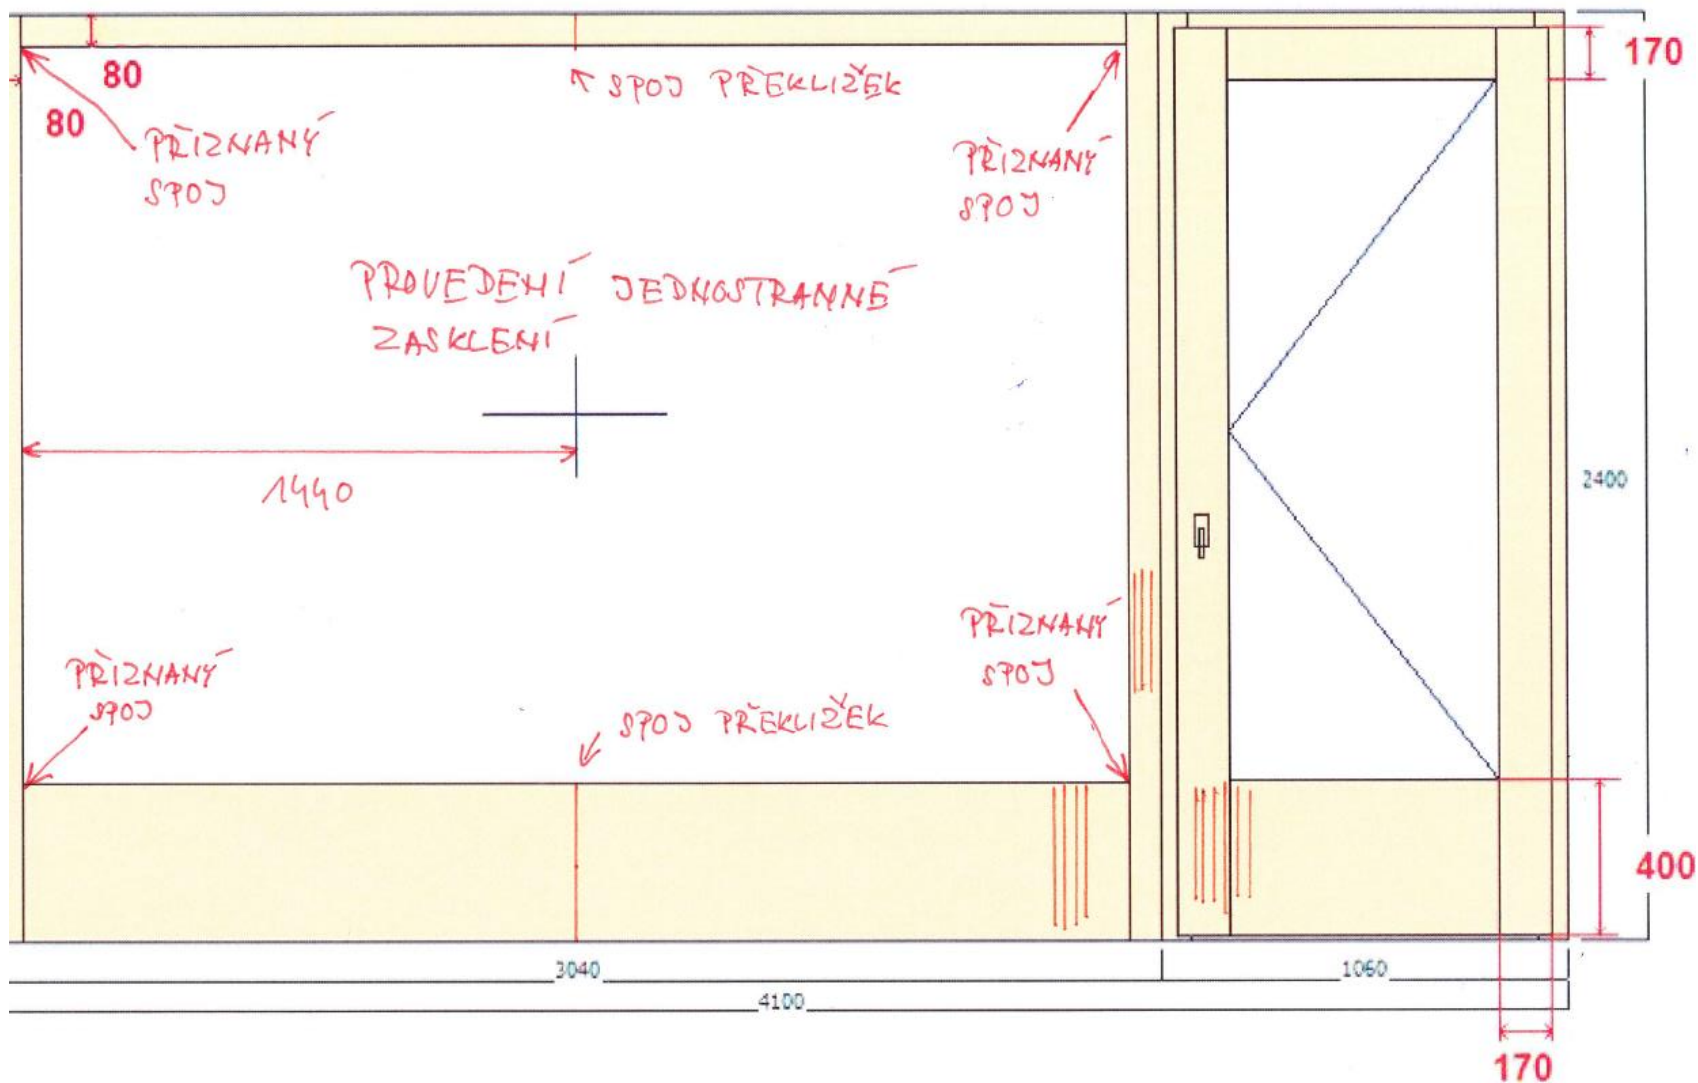 80
80
170
SPOJ PŘEKLIŽEK
PŘIZNANÝ
SPOJ
PŘIZNANÝ
SPOJ
PROVEDENÍ JEDNOSTRANNÉ
ZASKLENÍ
1440
2400
PŘIZNANÝ
SPOJ
PŘIZNANÝ
SPOJ
SPOJ PŘEKLIŽEK
400
3040
1060
4100
170